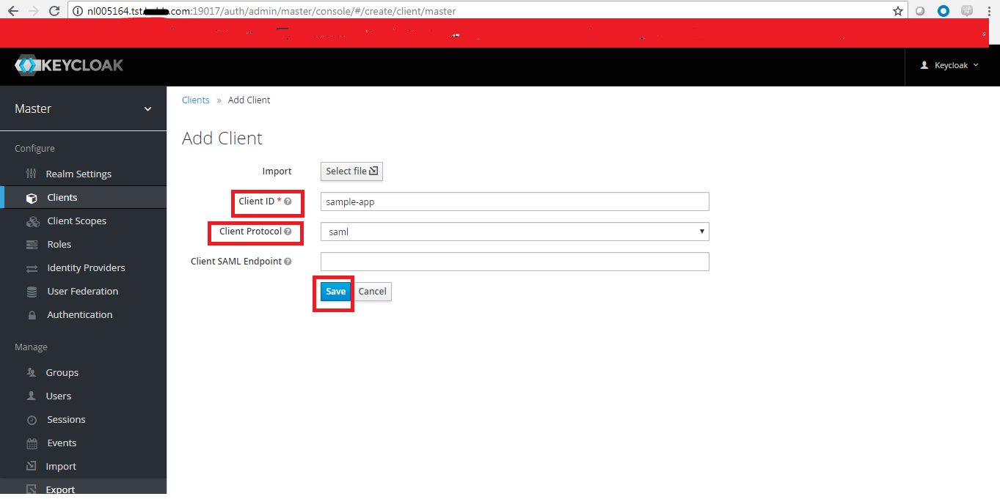 nl005164.tst. .com:19017/auth/admin/master/console/#/create/client/master
KEYCLOAK
Keycloak
Master
Configure
Realm Settings
Clients
Client Scopes
Roles
Identity Providers
User Federation
Authentication
Manage
Groups
Users
Sessions
Events
Import
Export
Clients » Add Client
Add Client
Import Select file
Client ID * sample-app
Client Protocol saml
Client SAML Endpoint
Save Cancel